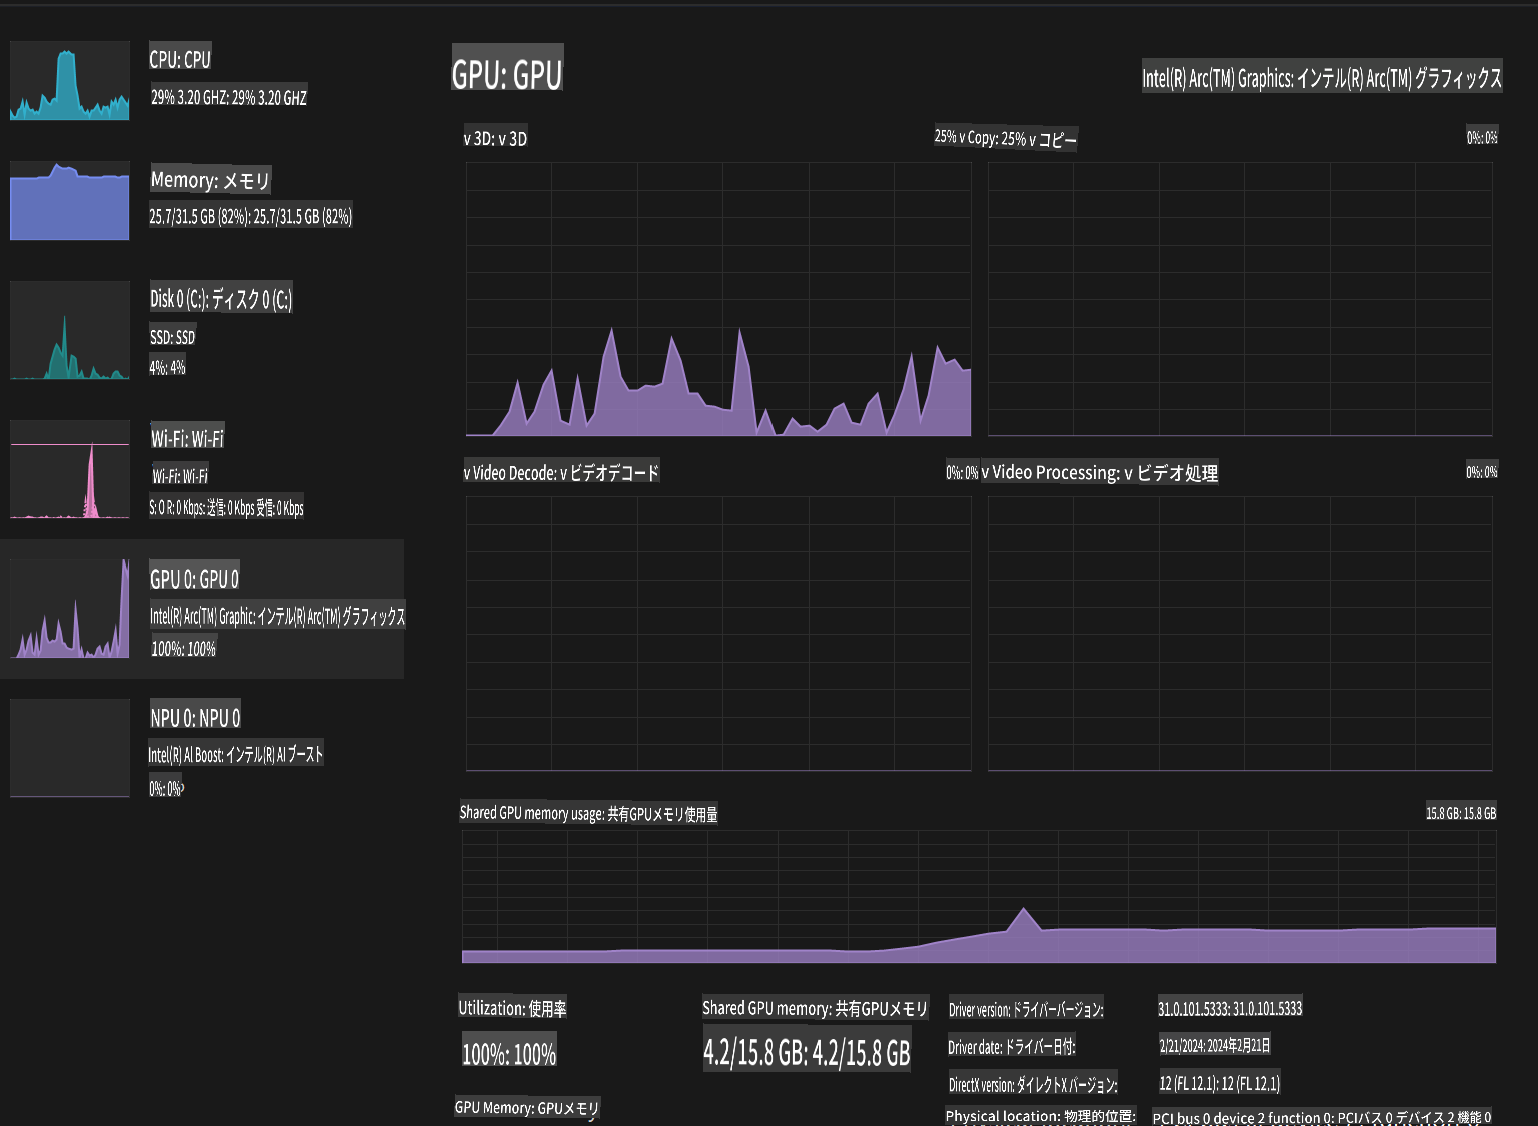 CPU: CPU
29% 3.20 GHZ: 29% 3.20 GHZ
Memory: メモリ
25.7/31.5 GB (82%): 25.7/31.5 GB (82%)
Disk 0 (C:): ディスク 0 (C:)
SSD: SSD
4%: 4%
Wi-Fi: Wi-Fi
Wi-Fi: Wi-Fi
S: 0 R: 0 Kbps: 送信: 0 Kbps 受信: 0 Kbps
GPU 0: GPU 0
Intel(R) Arc(TM) Graphic: インテル(R) Arc(TM) グラフィックス
100%: 100%
NPU 0: NPU 0
Intel(R) Al Boost: インテル(R) AI ブースト
0%: 0%
GPU: GPU
Intel(R) Arc(TM) Graphics: インテル(R) Arc(TM) グラフィックス
v 3D: v 3D
25% v Copy: 25% v コピー
0%: 0%
v Video Decode: v ビデオデコード
0%: 0%
v Video Processing: v ビデオ処理
0%: 0%
Shared GPU memory usage: 共有GPUメモリ使用量
15.8 GB: 15.8 GB
Utilization: 使用率
100%: 100%
GPU Memory: GPUメモリ
Shared GPU memory: 共有GPUメモリ
4.2/15.8 GB: 4.2/15.8 GB
Driver version: ドライバーバージョン:
31.0.101.5333: 31.0.101.5333
Driver date: ドライバー日付:
2/21/2024: 2024年2月21日
DirectX version: ダイレクトX バージョン:
12 (FL 12.1): 12 (FL 12.1)
Physical location: 物理的位置:
PCI bus 0 device 2 function 0: PCIバス 0 デバイス 2 機能 0